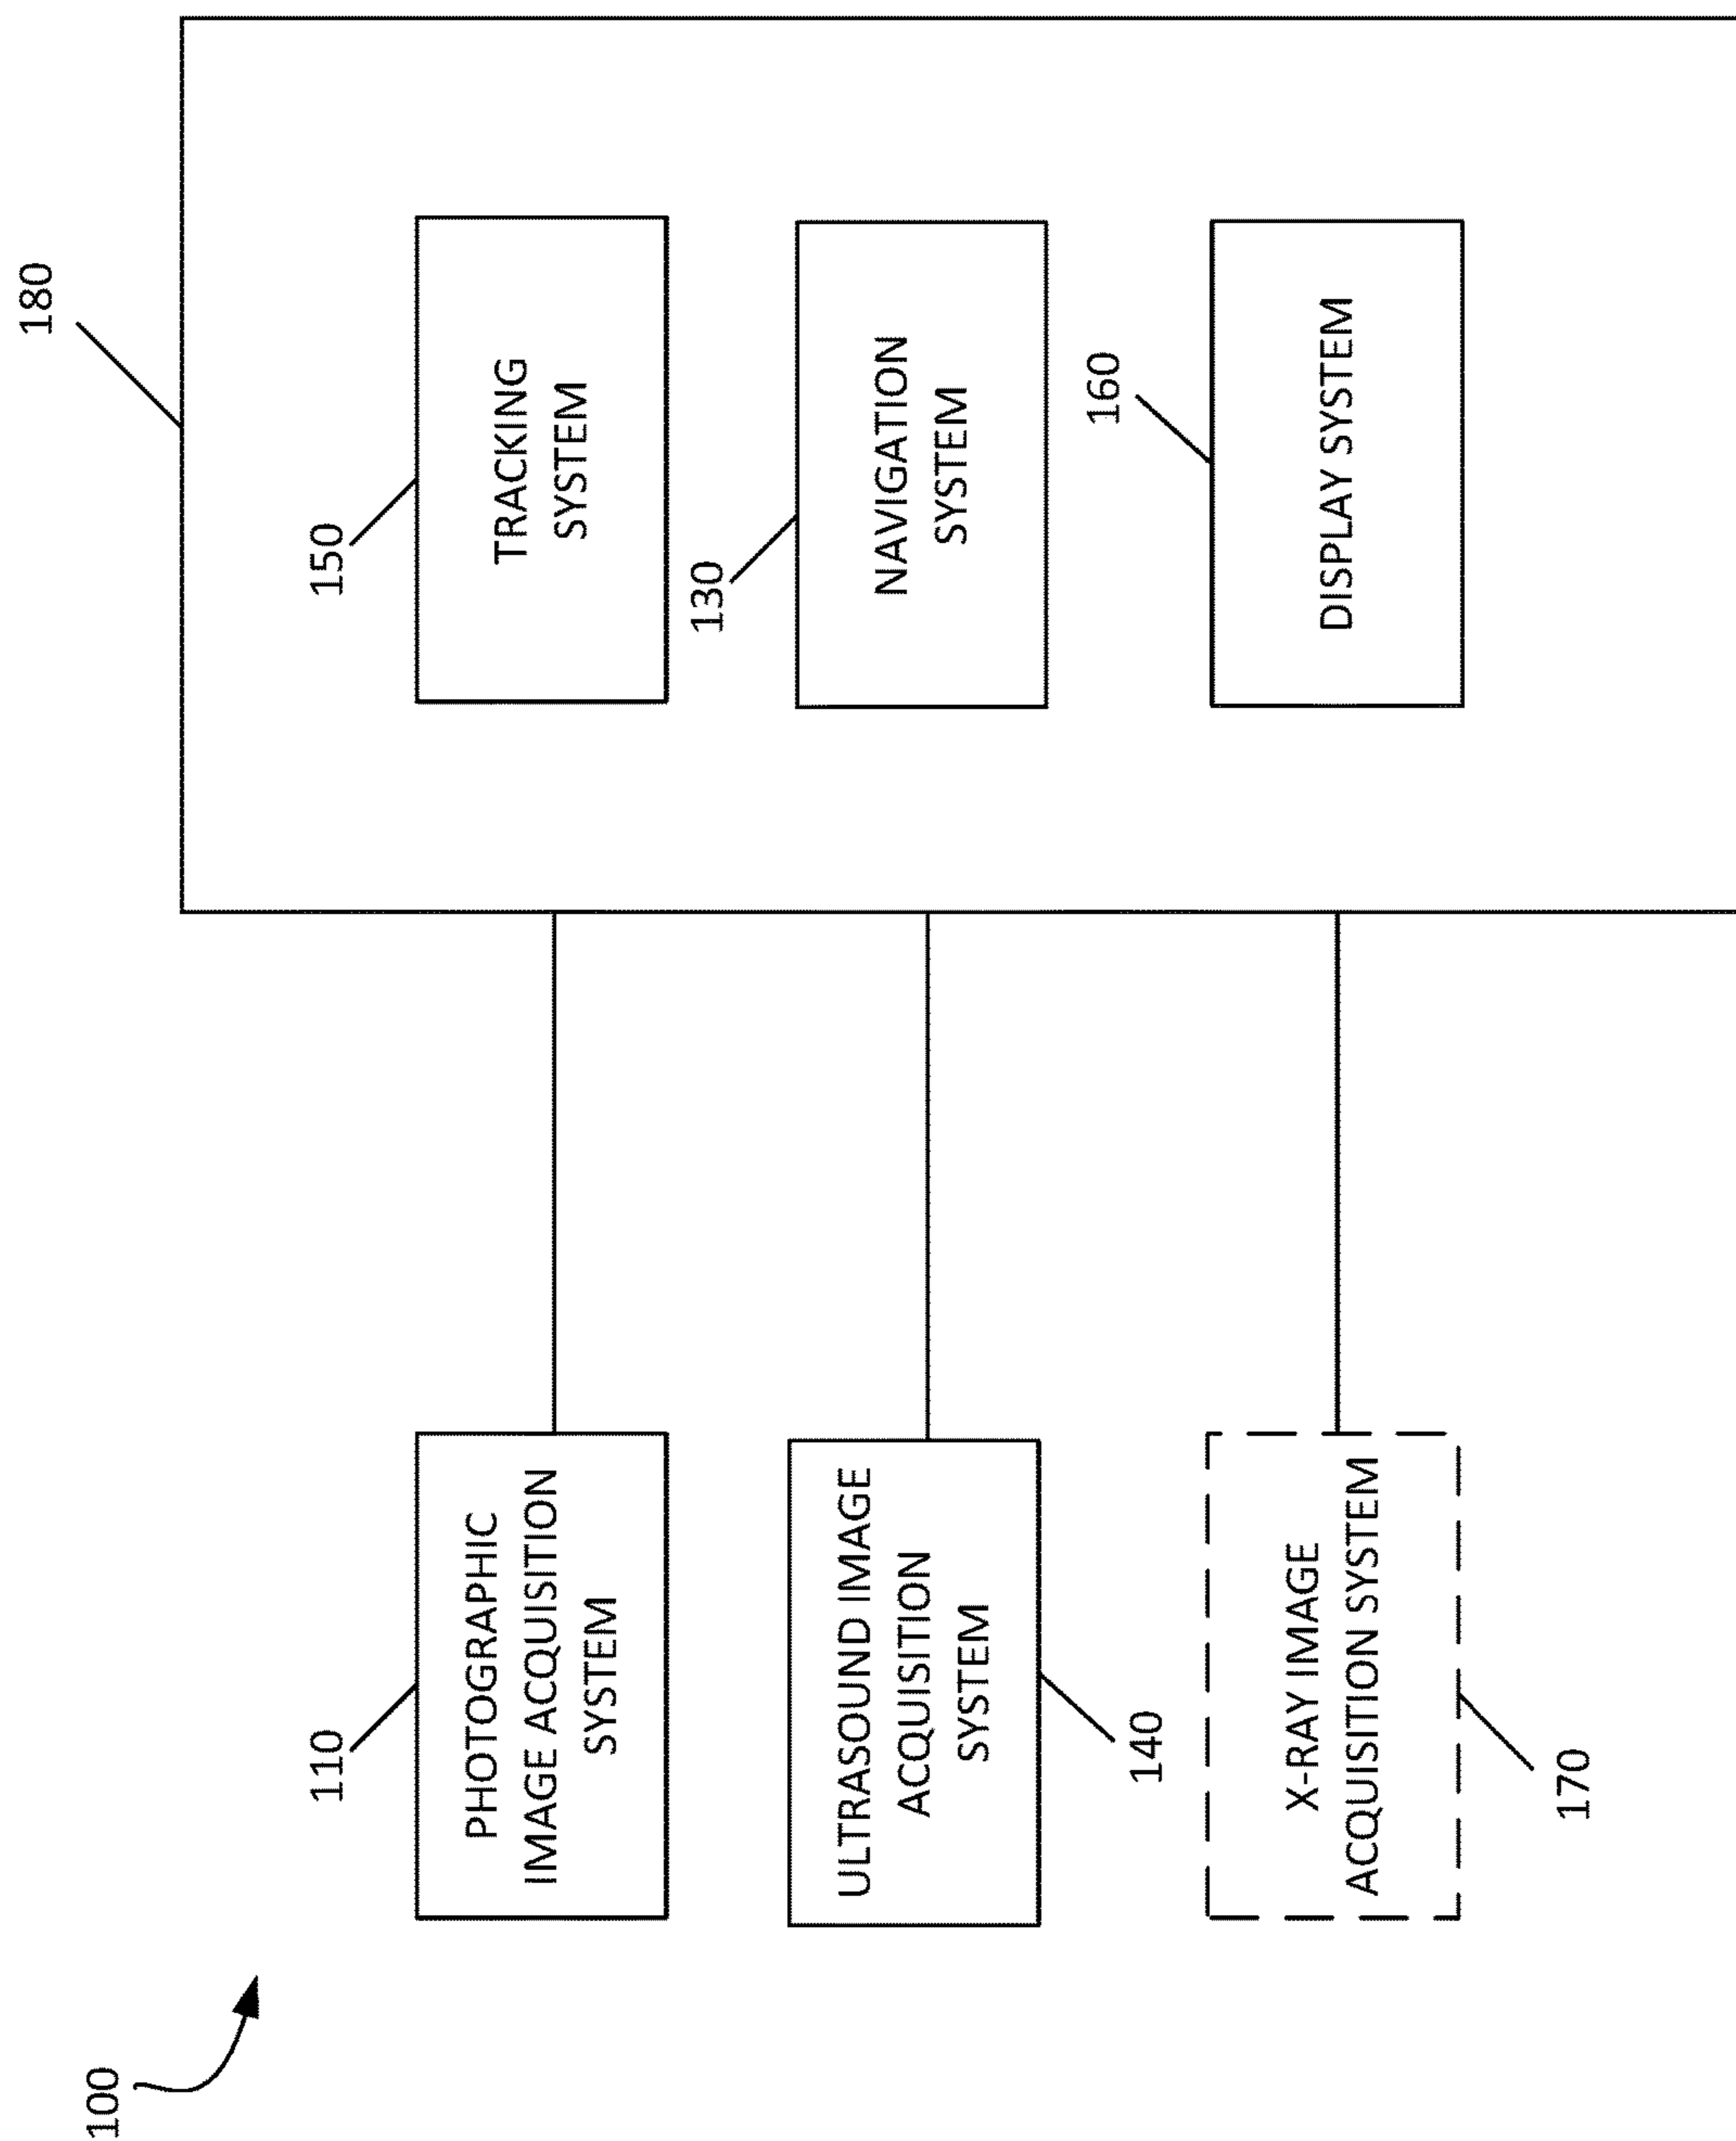 100
180
110
PHOTOGRAPHIC
IMAGE ACQUISITION
SYSTEM
150
TRACKING
SYSTEM
ULTRASOUND IMAGE
ACQUISITION
SYSTEM
140
130
NAVIGATION
SYSTEM
X-RAY IMAGE
ACQUISITION SYSTEM
170
160
DISPLAY SYSTEM